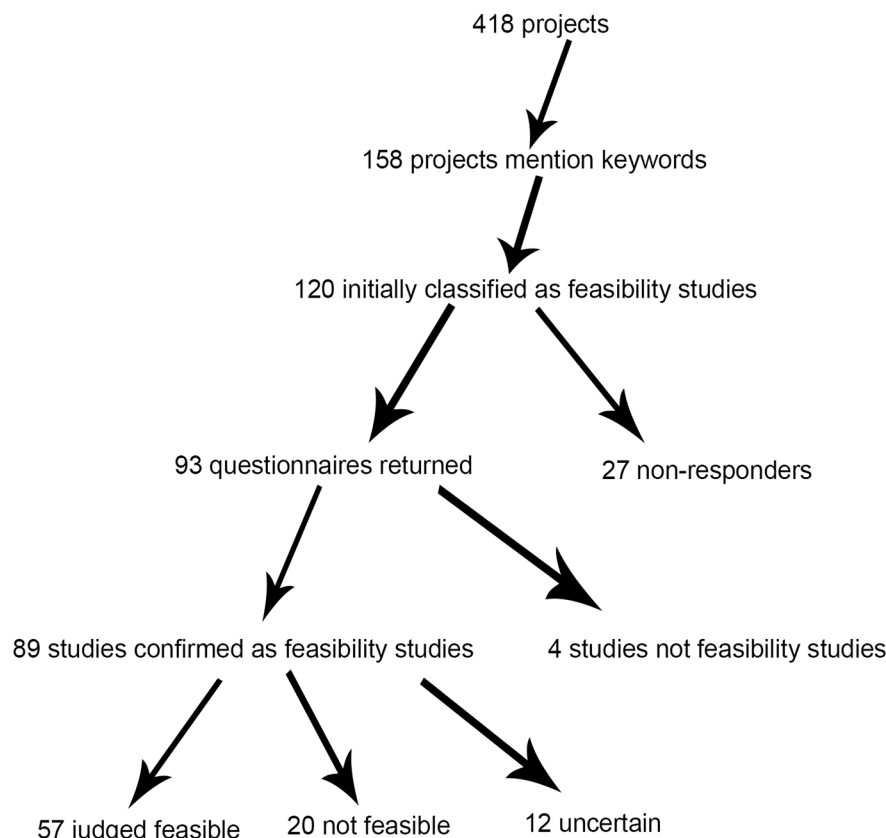 418 projects
158 projects mention keywords
120 initially classified as feasibility studies
93 questionnaires returned
27 non-responders
89 studies confirmed as feasibility studies
4 studies not feasibility studies
57 judged feasible
20 not feasible
12 uncertain